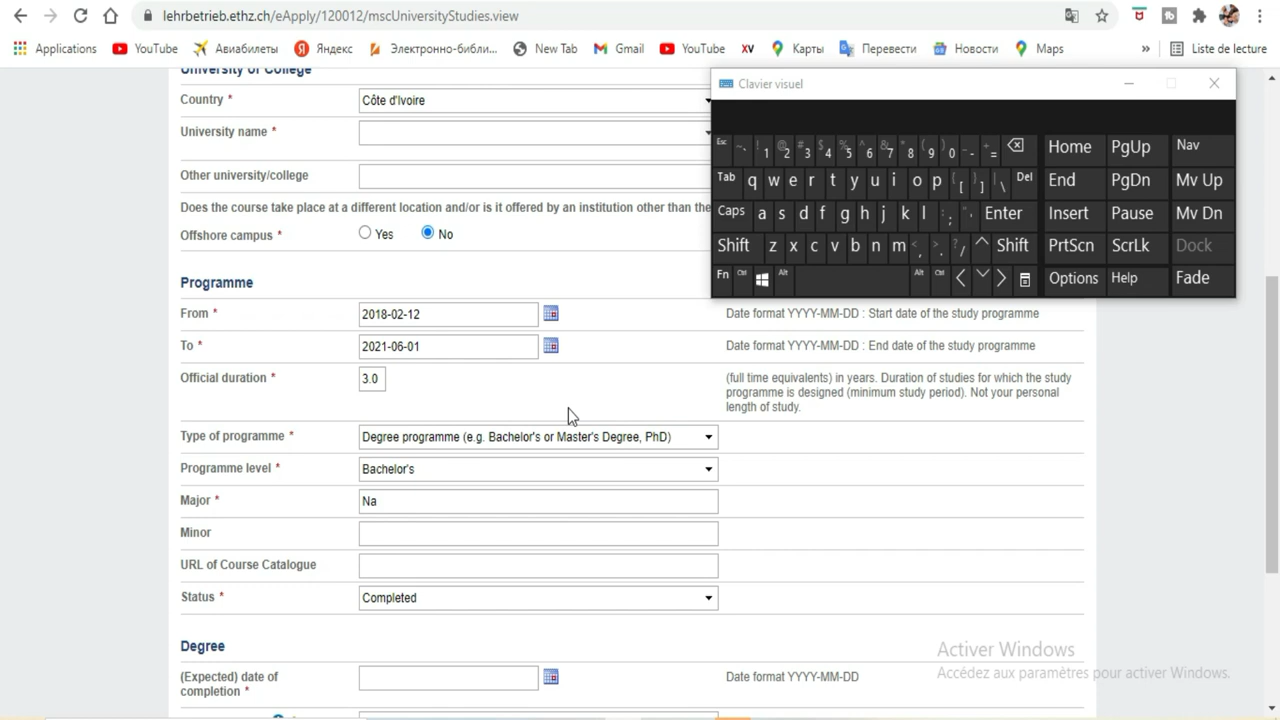 lehrbetrieb.ethz.ch/eApply/120012/mscUniversityStudies.view
Applications YouTube Авиабилеты Яндекс Электронно-библи... New Tab Gmail YouTube XV Карты Перевести Новости Maps » Liste de lecture
University or College
Country * Côte d'Ivoire
University name *
Other university/college
Does the course take place at a different location and/or is it offered by an institution other than the
Offshore campus * Yes No
Programme
From * 2018-02-12 Date format YYYY-MM-DD : Start date of the study programme
To * 2021-06-01 Date format YYYY-MM-DD : End date of the study programme
Official duration * 3.0 (full time equivalents) in years. Duration of studies for which the study
programme is designed (minimum study period). Not your personal
length of study.
Type of programme * Degree programme (e.g. Bachelor's or Master's Degree, PhD)
Programme level * Bachelor's
Major * Na
Minor
URL of Course Catalogue
Status * Completed
Degree
(Expected) date of
completion * Date format YYYY-MM-DD
Clavier visuel
Esc ~ ` ! 1 @ 2 # 3 $ 4 % 5 ^ 6 & 7 * 8 ( 9 ) 0 _ - + = Home PgUp Nav
Tab q w e r t y u i o p { [ } ] | \ Del End PgDn Mv Up
Caps a s d f g h j k l : ; " ' Enter Insert Pause Mv Dn
Shift z x c v b n m < , > . ? / Shift PrtScn ScrLk Dock
Fn Ctrl Alt Alt Ctrl Options Help Fade
Activer Windows
Accédez aux paramètres pour activer Windows.